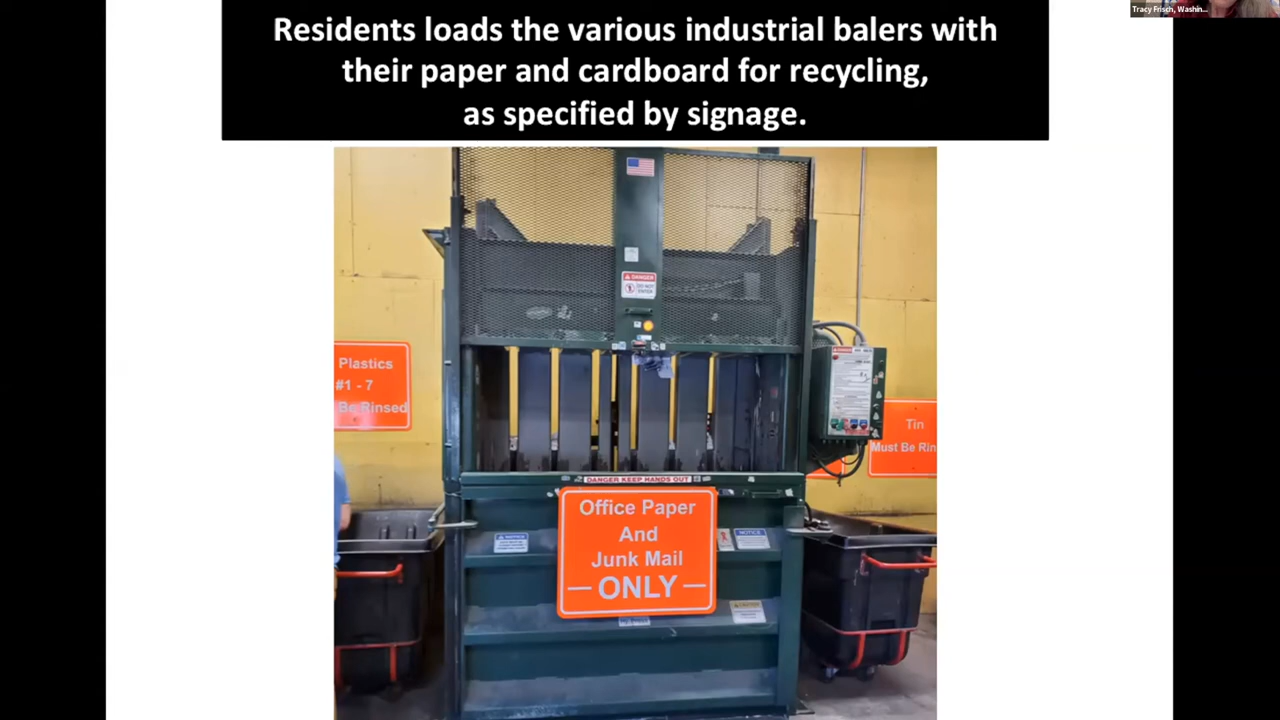 Tracy Frisch, Washin...
Residents loads the various industrial balers with
their paper and cardboard for recycling,
as specified by signage.
DANGER
Plastics
#1 - 7
Be Rinsed
Tin
Must Be Rin
DANGER KEEP HANDS OUT
Office Paper
And
Junk Mail
ONLY
NOTICE
NOTICE